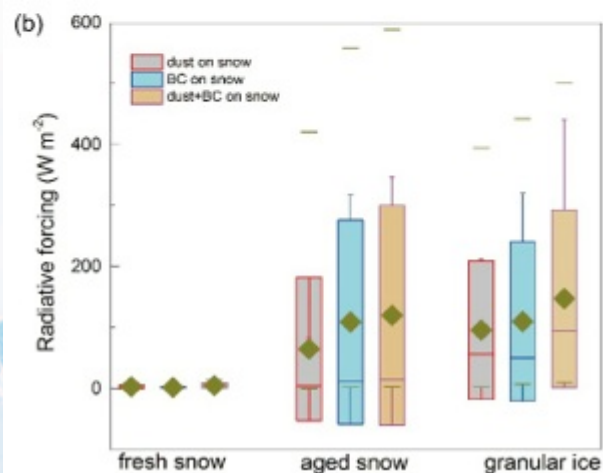 (b)
600
400
200
0
Radiative forcing (W m⁻²)
dust on snow
BC on snow
dust+BC on snow
fresh snow aged snow granular ice